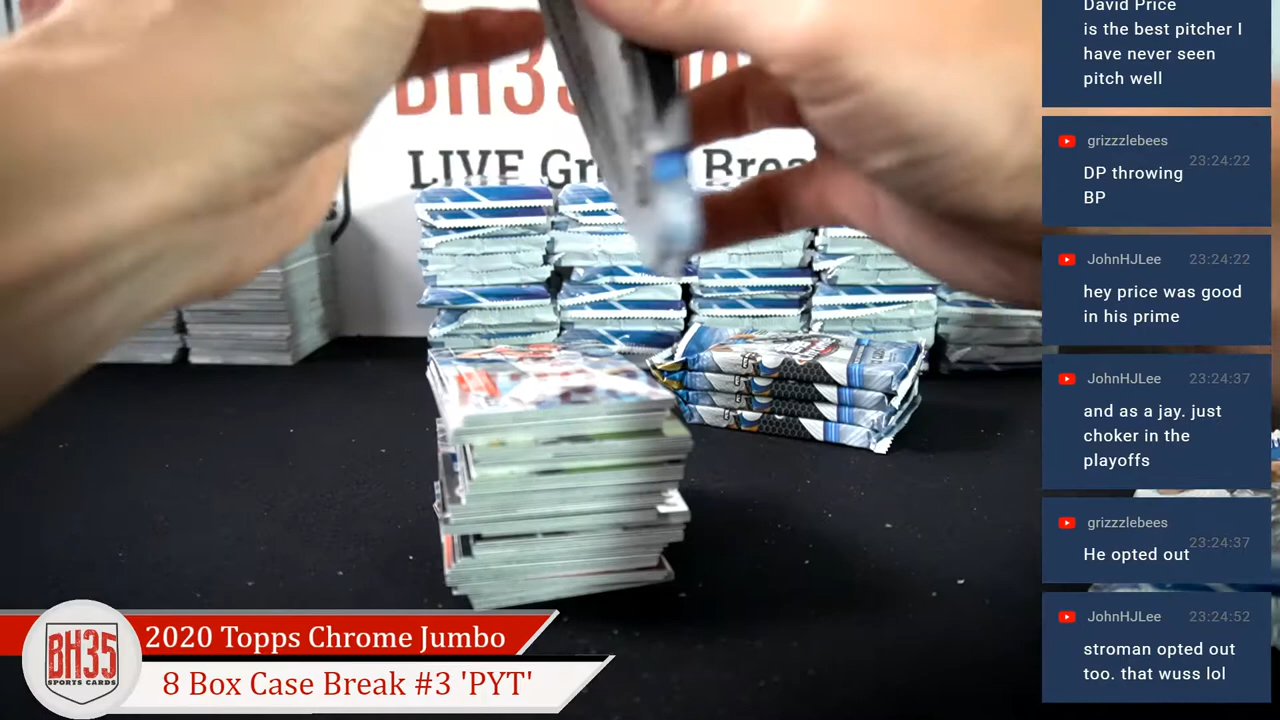 David Price
is the best pitcher I
have never seen
pitch well
grizzzlebees
23:24:22
DP throwing
BP
JohnHJLee 23:24:22
hey price was good
in his prime
JohnHJLee 23:24:37
and as a jay. just
choker in the
playoffs
grizzzlebees
23:24:37
He opted out
JohnHJLee 23:24:52
stroman opted out
too. that wuss lol
BH35
LIVE
2020 Topps Chrome Jumbo
8 Box Case Break #3 'PYT'
BH35
SPORTS CARDS